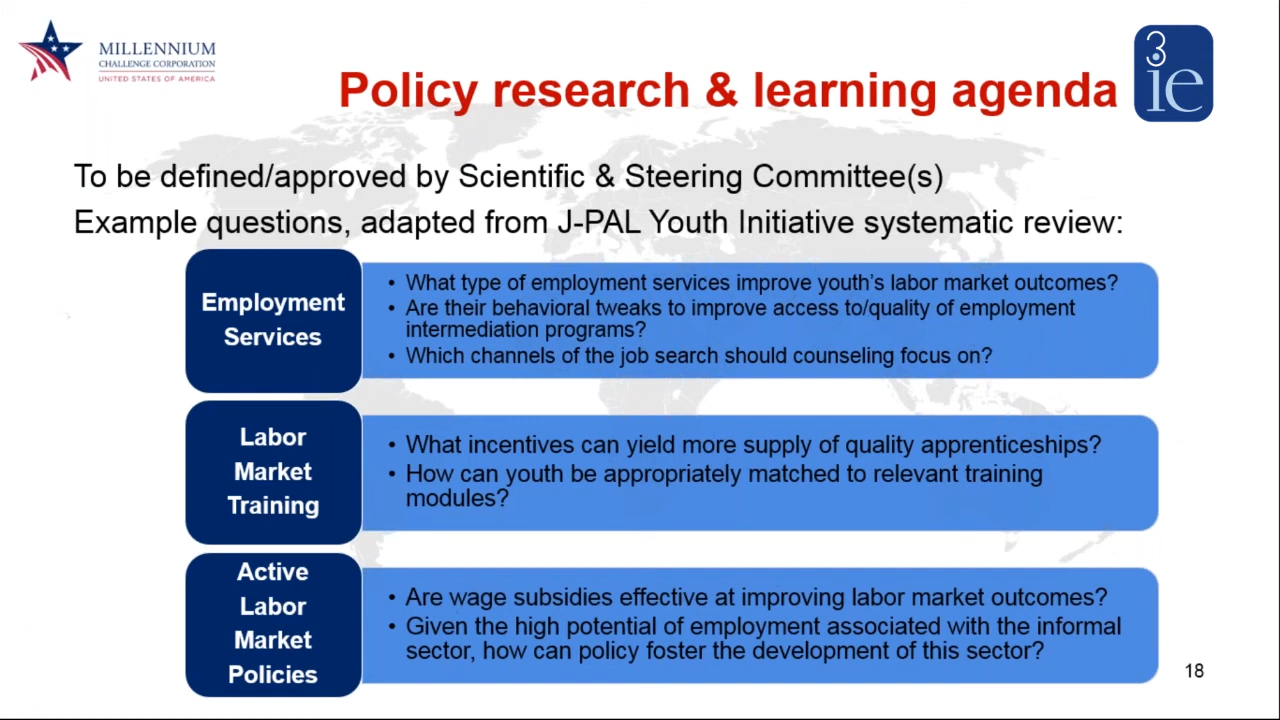 MILLENNIUM
CHALLENGE CORPORATION
UNITED STATES OF AMERICA
3
ie
Policy research & learning agenda
To be defined/approved by Scientific & Steering Committee(s)
Example questions, adapted from J-PAL Youth Initiative systematic review:
Employment
Services
• What type of employment services improve youth’s labor market outcomes?
• Are their behavioral tweaks to improve access to/quality of employment
intermediation programs?
• Which channels of the job search should counseling focus on?
Labor
Market
Training
• What incentives can yield more supply of quality apprenticeships?
• How can youth be appropriately matched to relevant training
modules?
Active
Labor
Market
Policies
• Are wage subsidies effective at improving labor market outcomes?
• Given the high potential of employment associated with the informal
sector, how can policy foster the development of this sector?
18